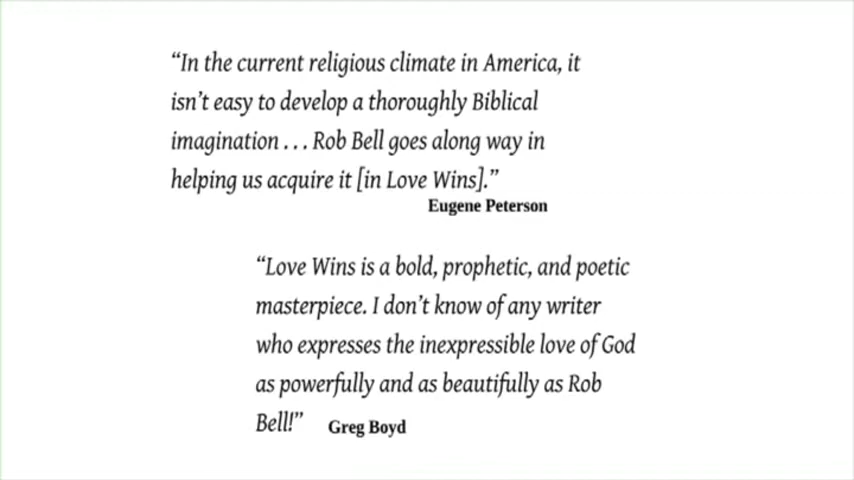 “In the current religious climate in America, it
isn’t easy to develop a thoroughly Biblical
imagination . . . Rob Bell goes along way in
helping us acquire it [in Love Wins].”
Eugene Peterson
“Love Wins is a bold, prophetic, and poetic
masterpiece. I don’t know of any writer
who expresses the inexpressible love of God
as powerfully and as beautifully as Rob
Bell!” Greg Boyd